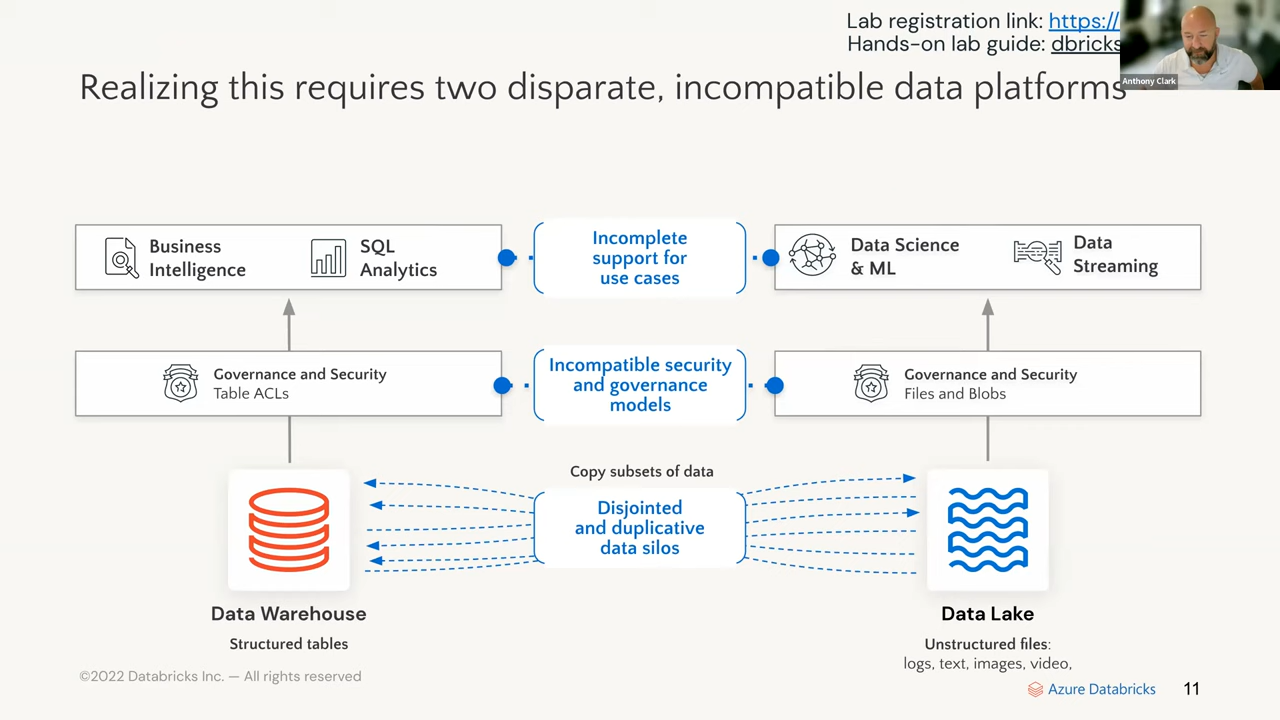 Lab registration link: https://
Hands-on lab guide: dbricks
Anthony Clark
Realizing this requires two disparate, incompatible data platforms
Business
Intelligence
SQL
Analytics
Incomplete
support for
use cases
Data Science
& ML
Data
Streaming
Governance and Security
Table ACLs
Incompatible security
and governance
models
Governance and Security
Files and Blobs
Copy subsets of data
Disjointed
and duplicative
data silos
Data Warehouse
Structured tables
Data Lake
Unstructured files:
logs, text, images, video,
©2022 Databricks Inc. — All rights reserved
Azure Databricks
11